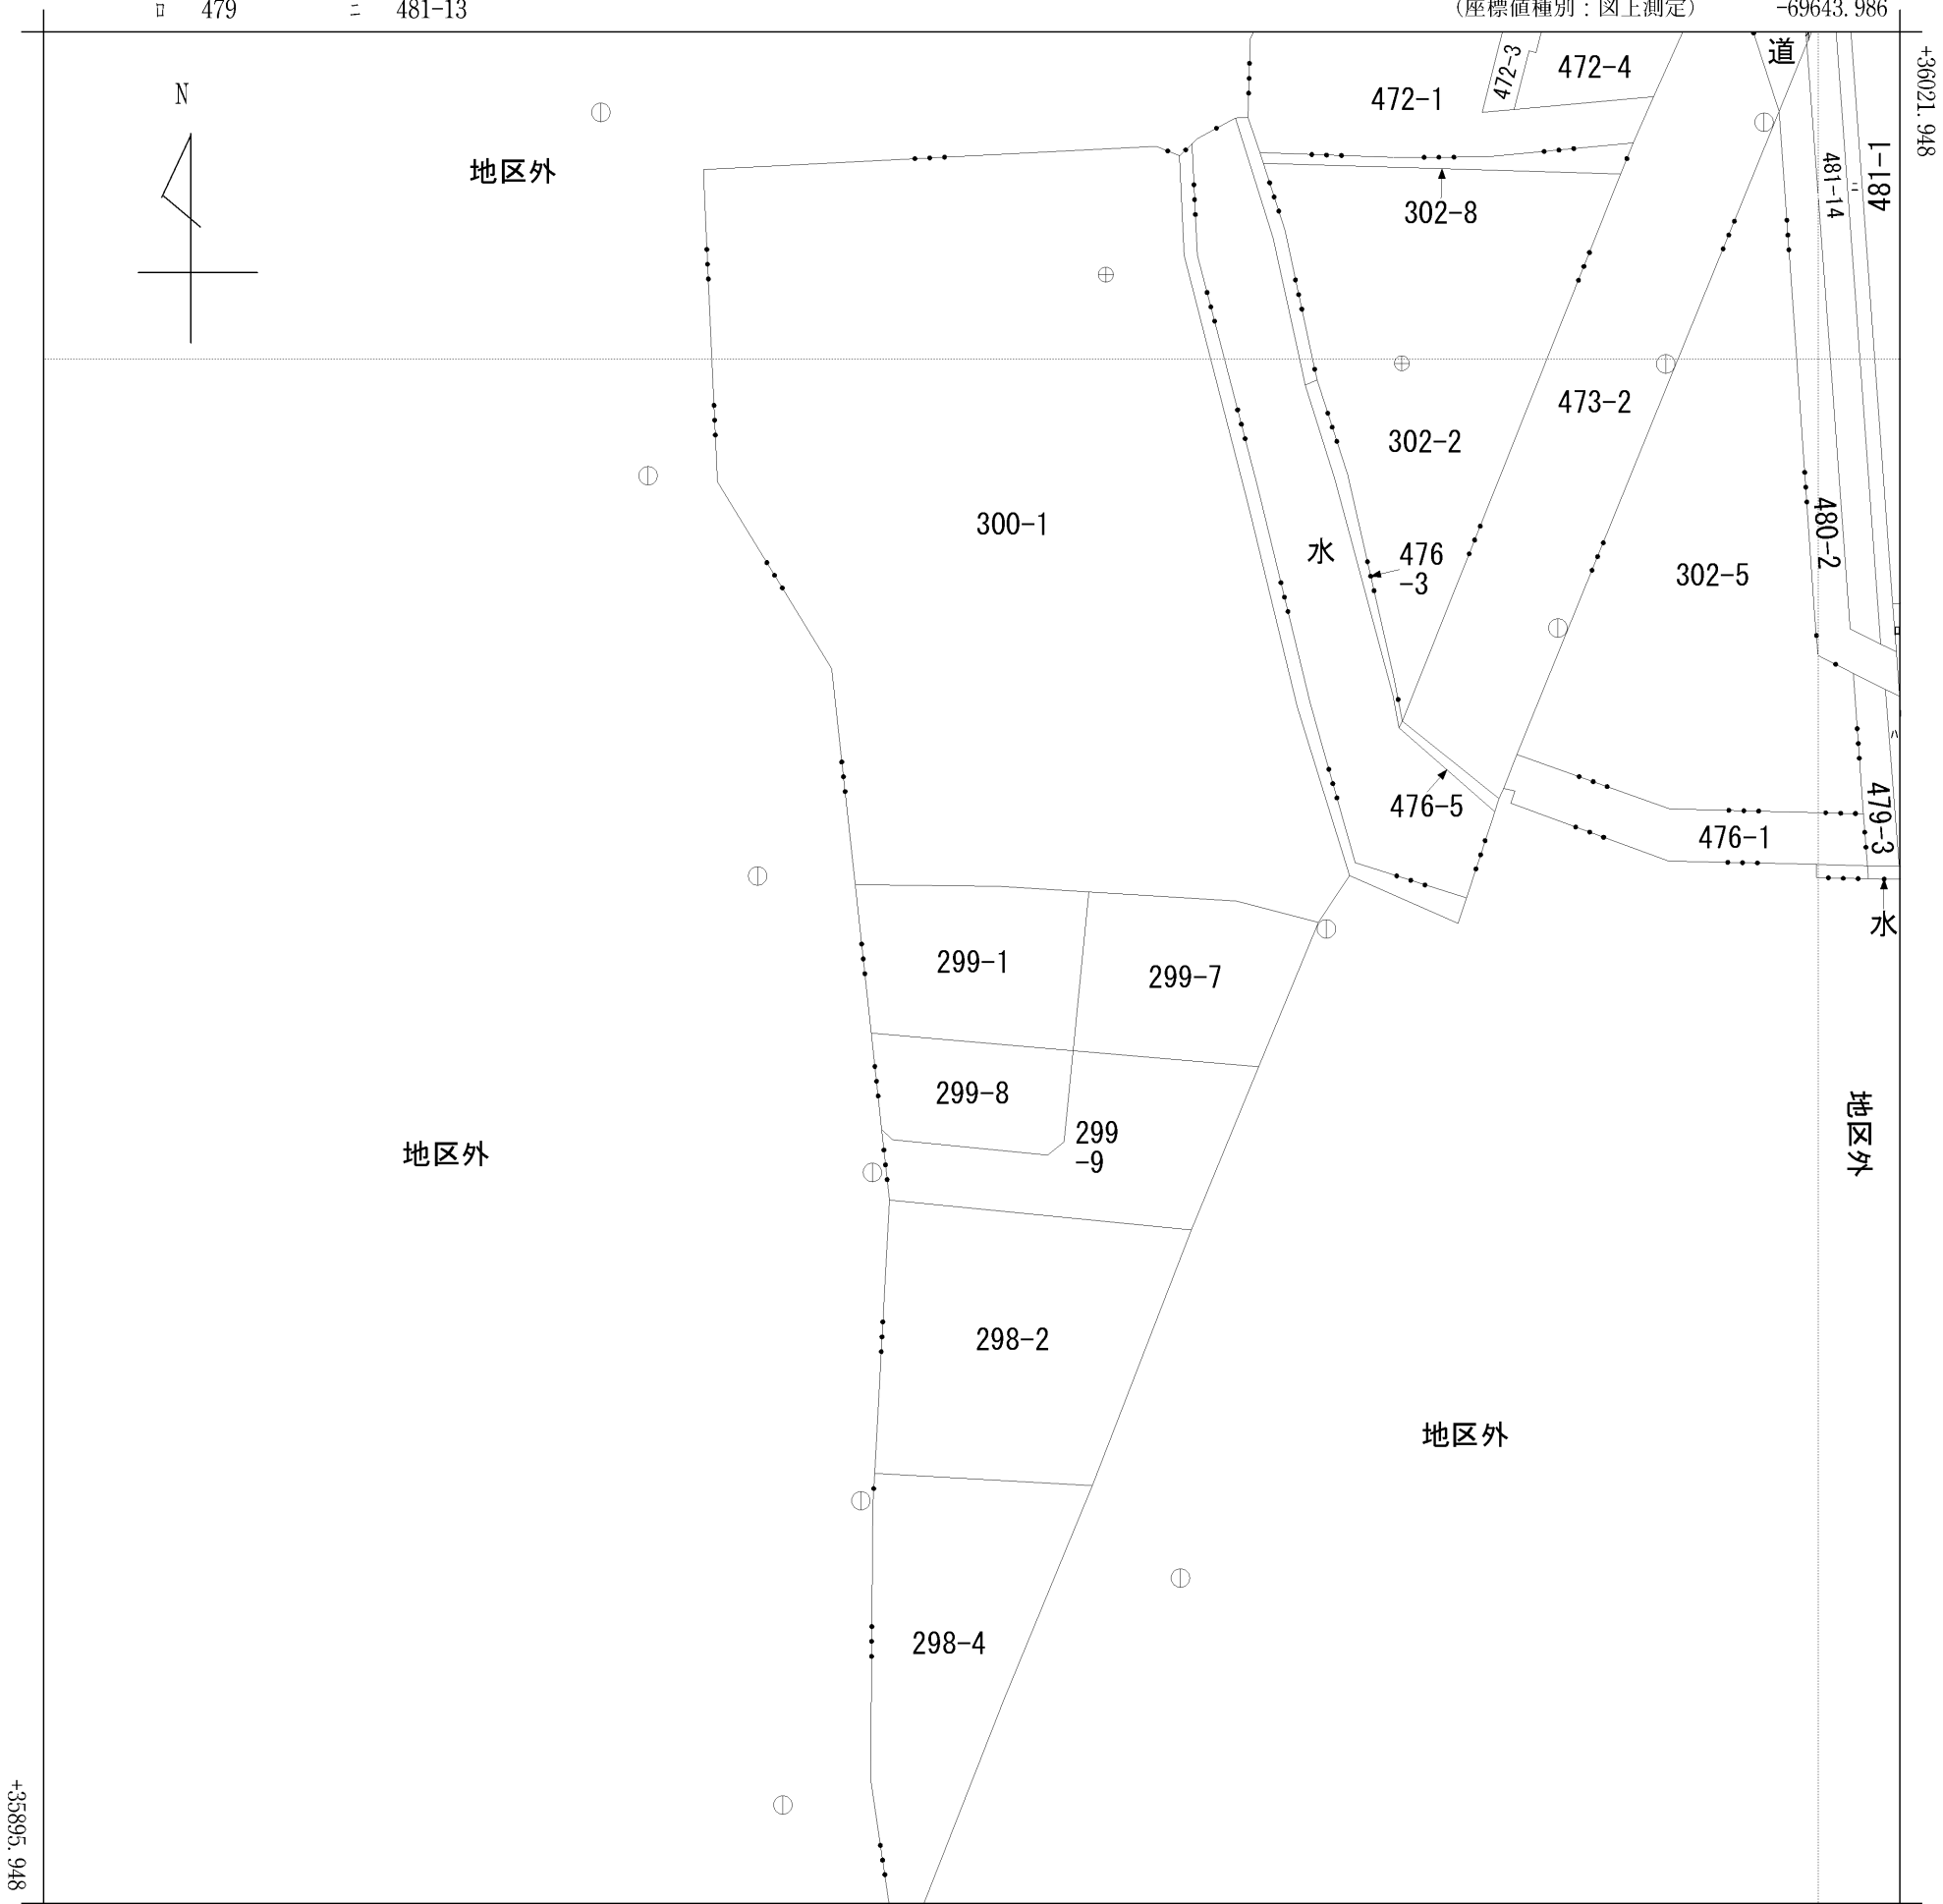 ロ 479 ニ 481-13 (座標値種別：図上測定) -69643.986
+36021.948
N
地区外
472-1
472-3
472-4
道
481-14
ニ
481-1
302-8
473-2
302-2
300-1
水
476
-3
480-2
302-5
ロ
ハ
476-5
476-1
479-3
水
299-1
299-7
299-8
299
-9
地区外
地区外
298-2
地区外
298-4
+35895.948